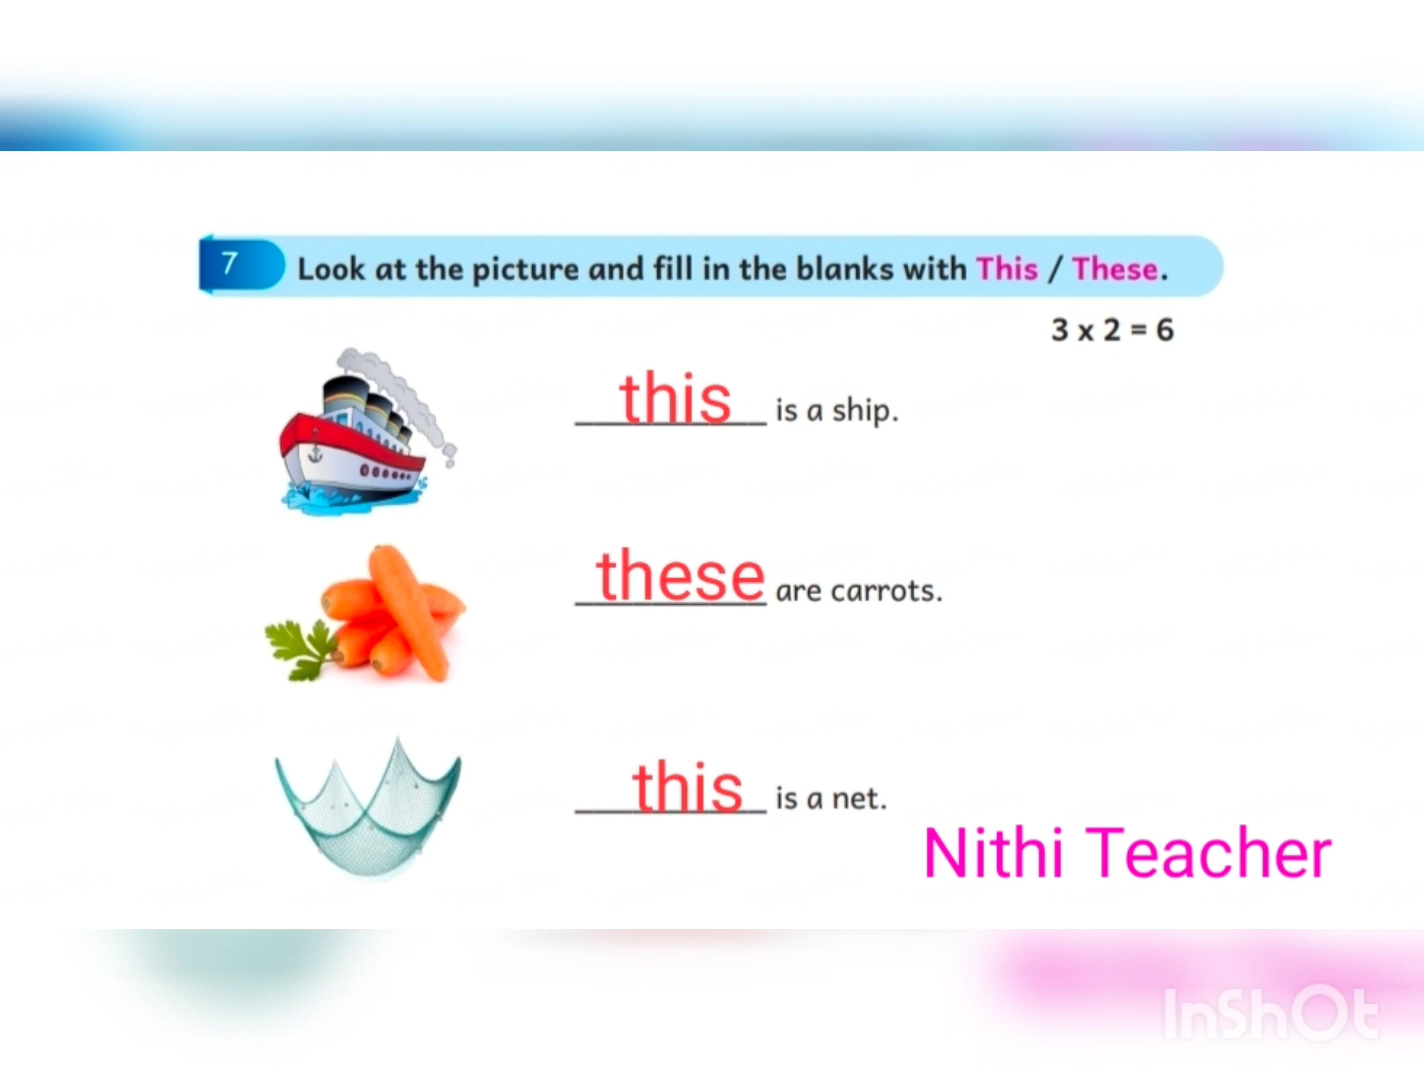 7
Look at the picture and fill in the blanks with This / These.
3 x 2 = 6
this is a ship.
these are carrots.
this is a net.
Nithi Teacher
InShOt